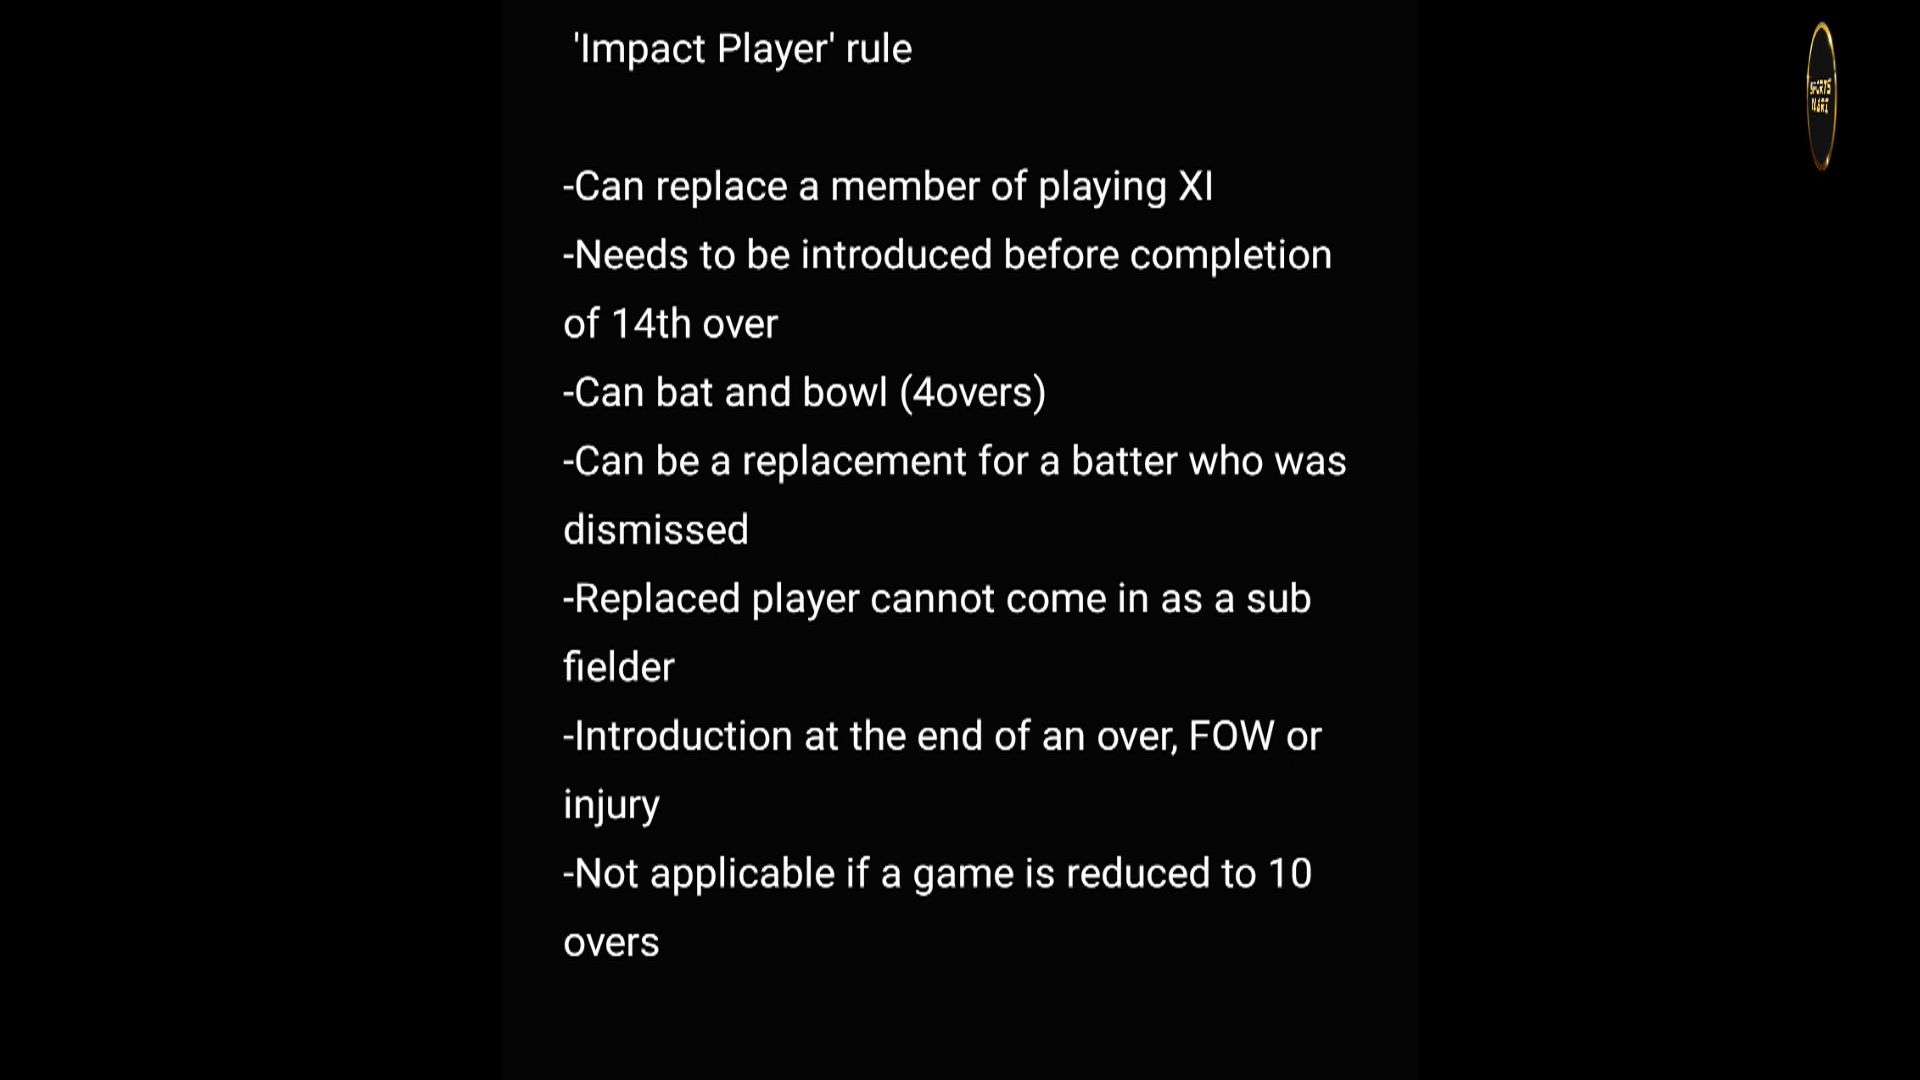 'Impact Player' rule
-Can replace a member of playing XI
-Needs to be introduced before completion
of 14th over
-Can bat and bowl (4overs)
-Can be a replacement for a batter who was
dismissed
-Replaced player cannot come in as a sub
fielder
-Introduction at the end of an over, FOW or
injury
-Not applicable if a game is reduced to 10
overs
SPORTS